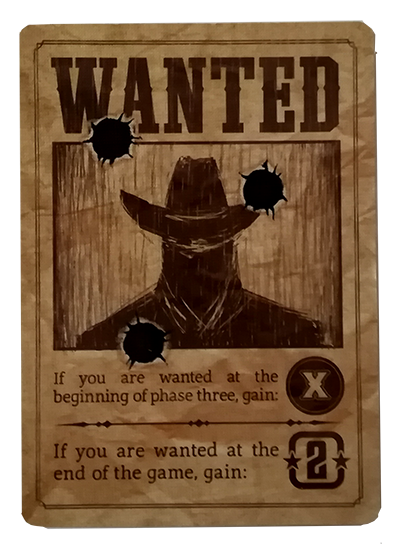 WANTED
If you are wanted at the
beginning of phase three, gain: X
If you are wanted at the
end of the game, gain: 2